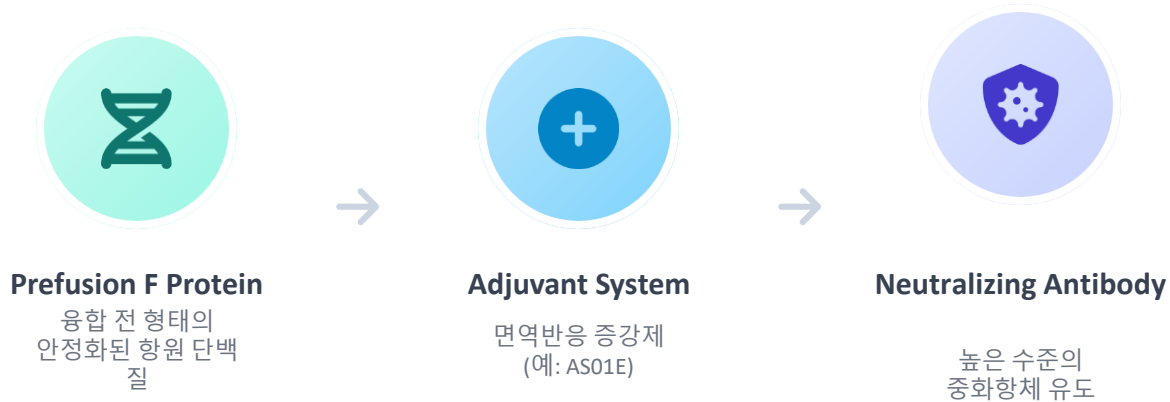 Prefusion F Protein
융합 전 형태의
안정화된 항원 단백
질
Adjuvant System
면역반응 증강제
(예: AS01E)
Neutralizing Antibody
높은 수준의
중화항체 유도